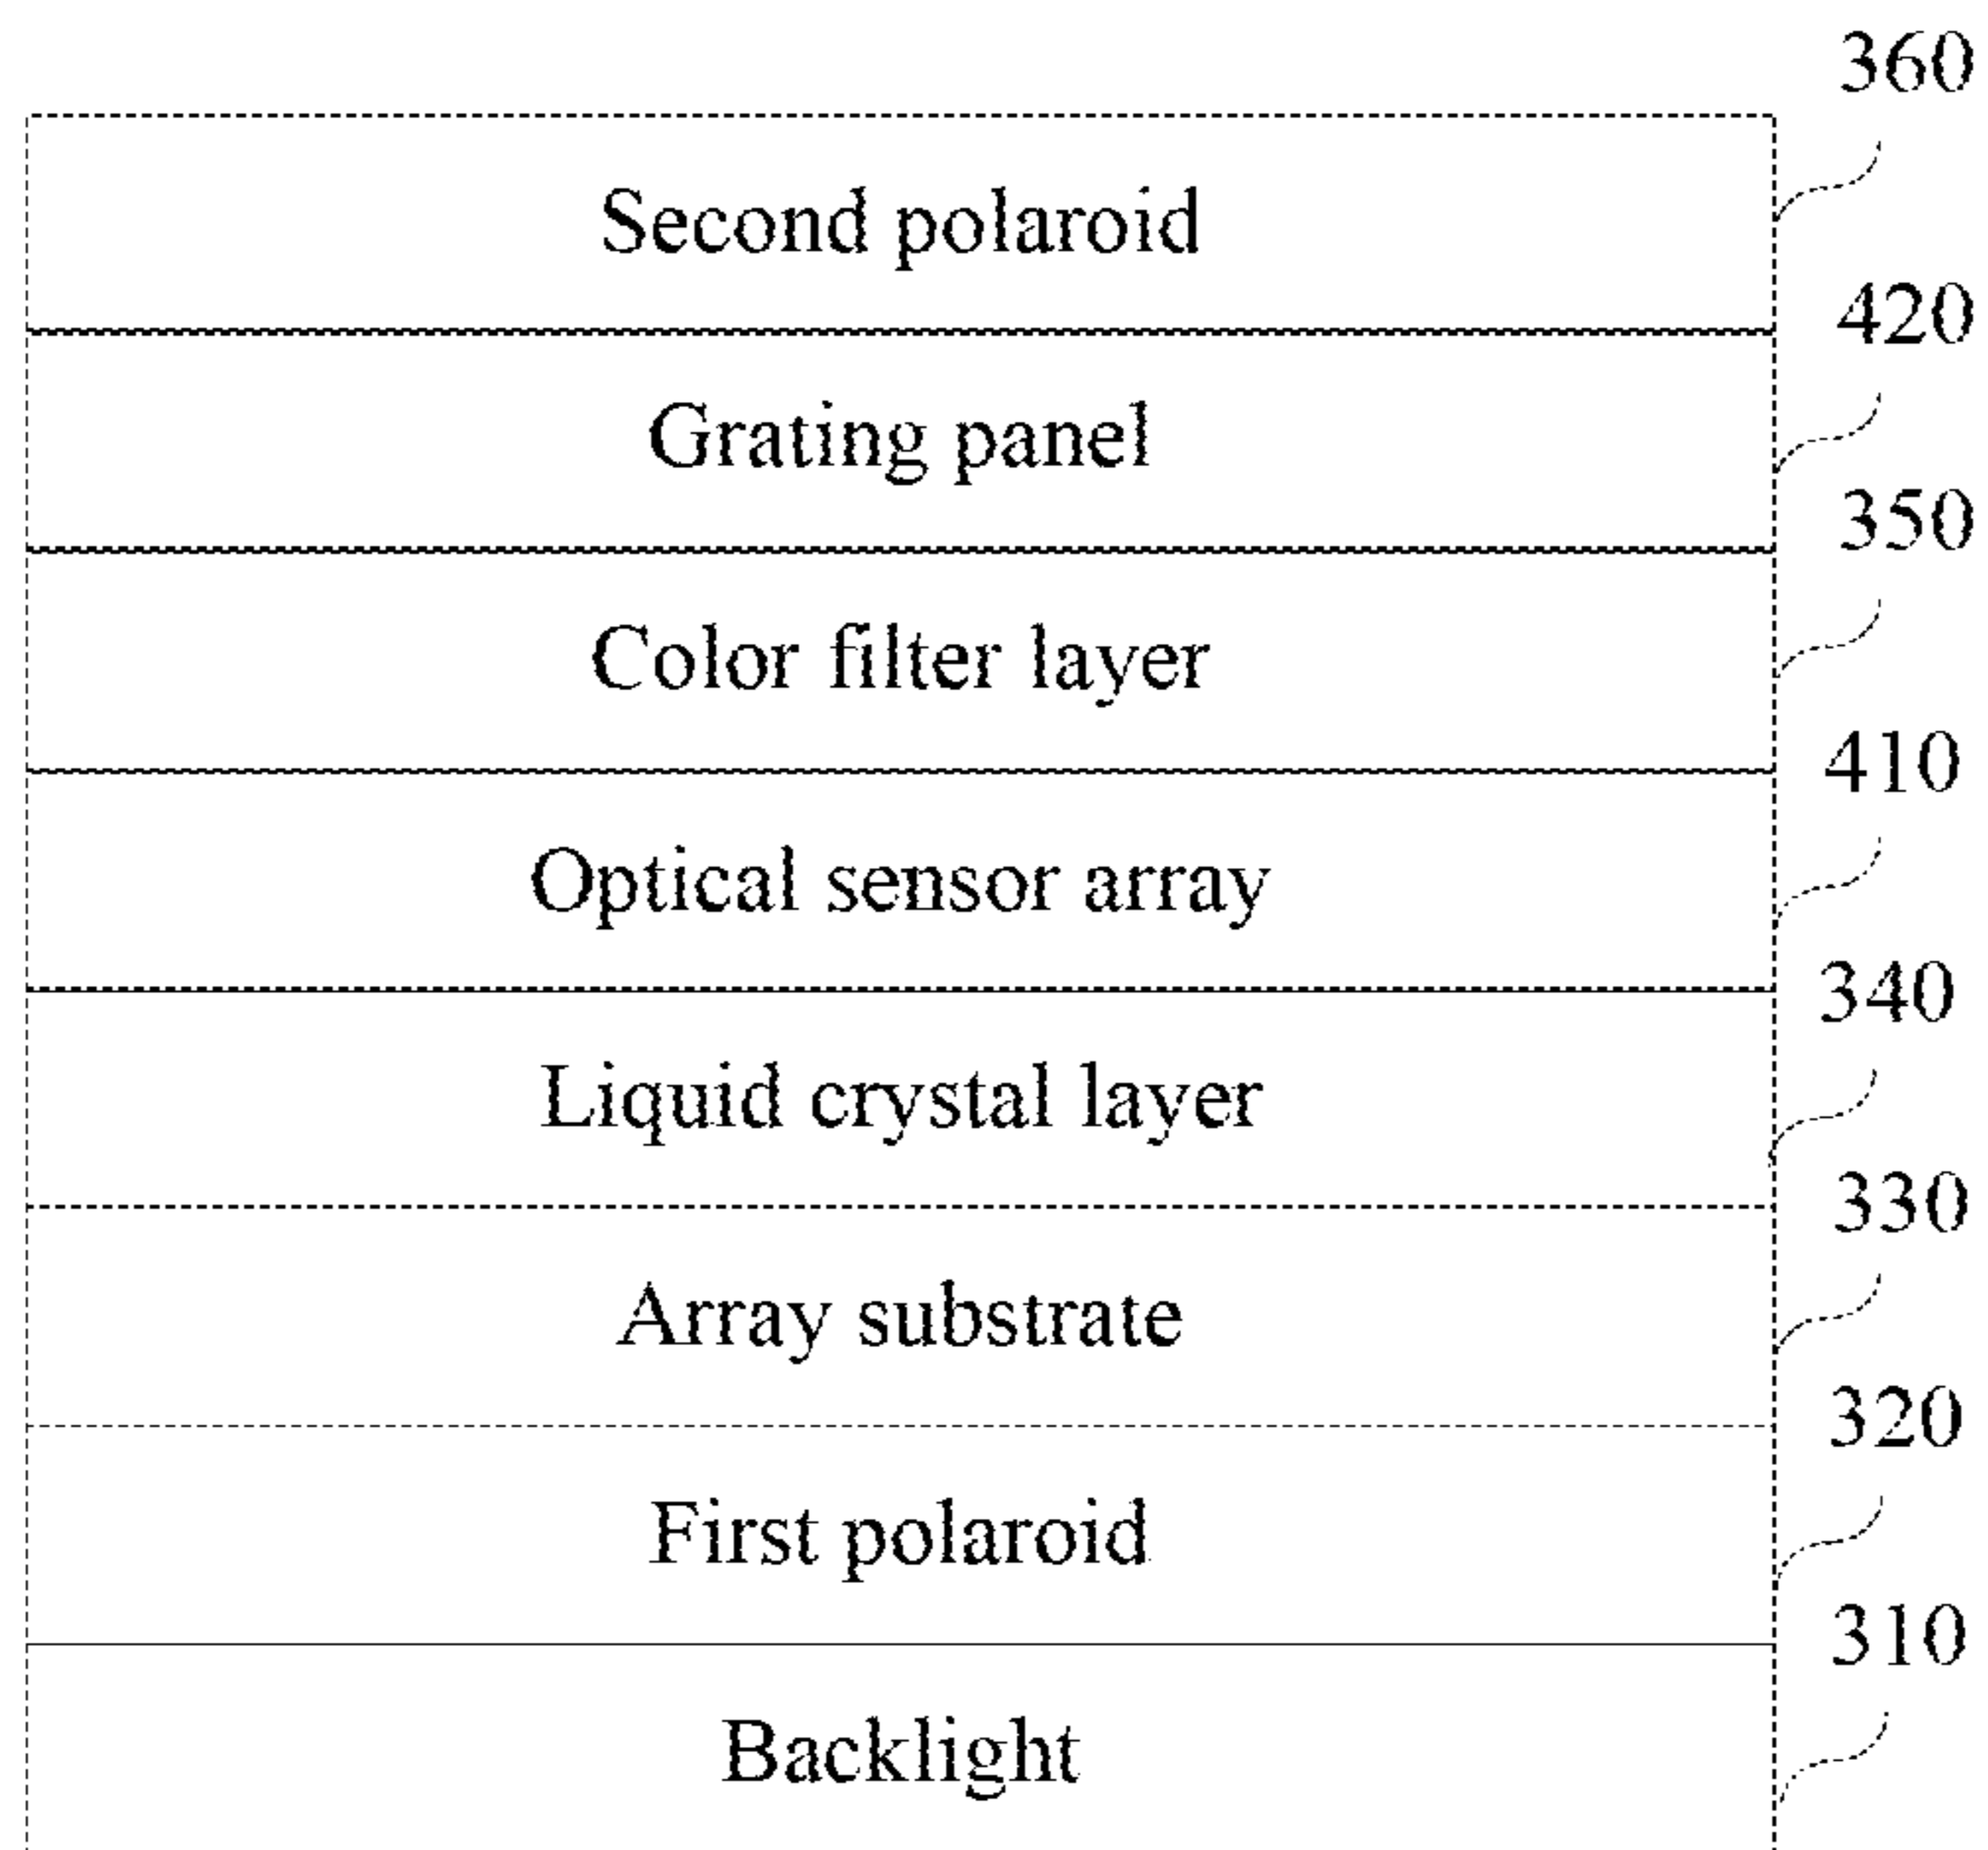 360
Second polaroid
420
Grating panel
350
Color filter layer
410
Optical sensor array
340
Liquid crystal layer
330
Array substrate
320
First polaroid
310
Backlight